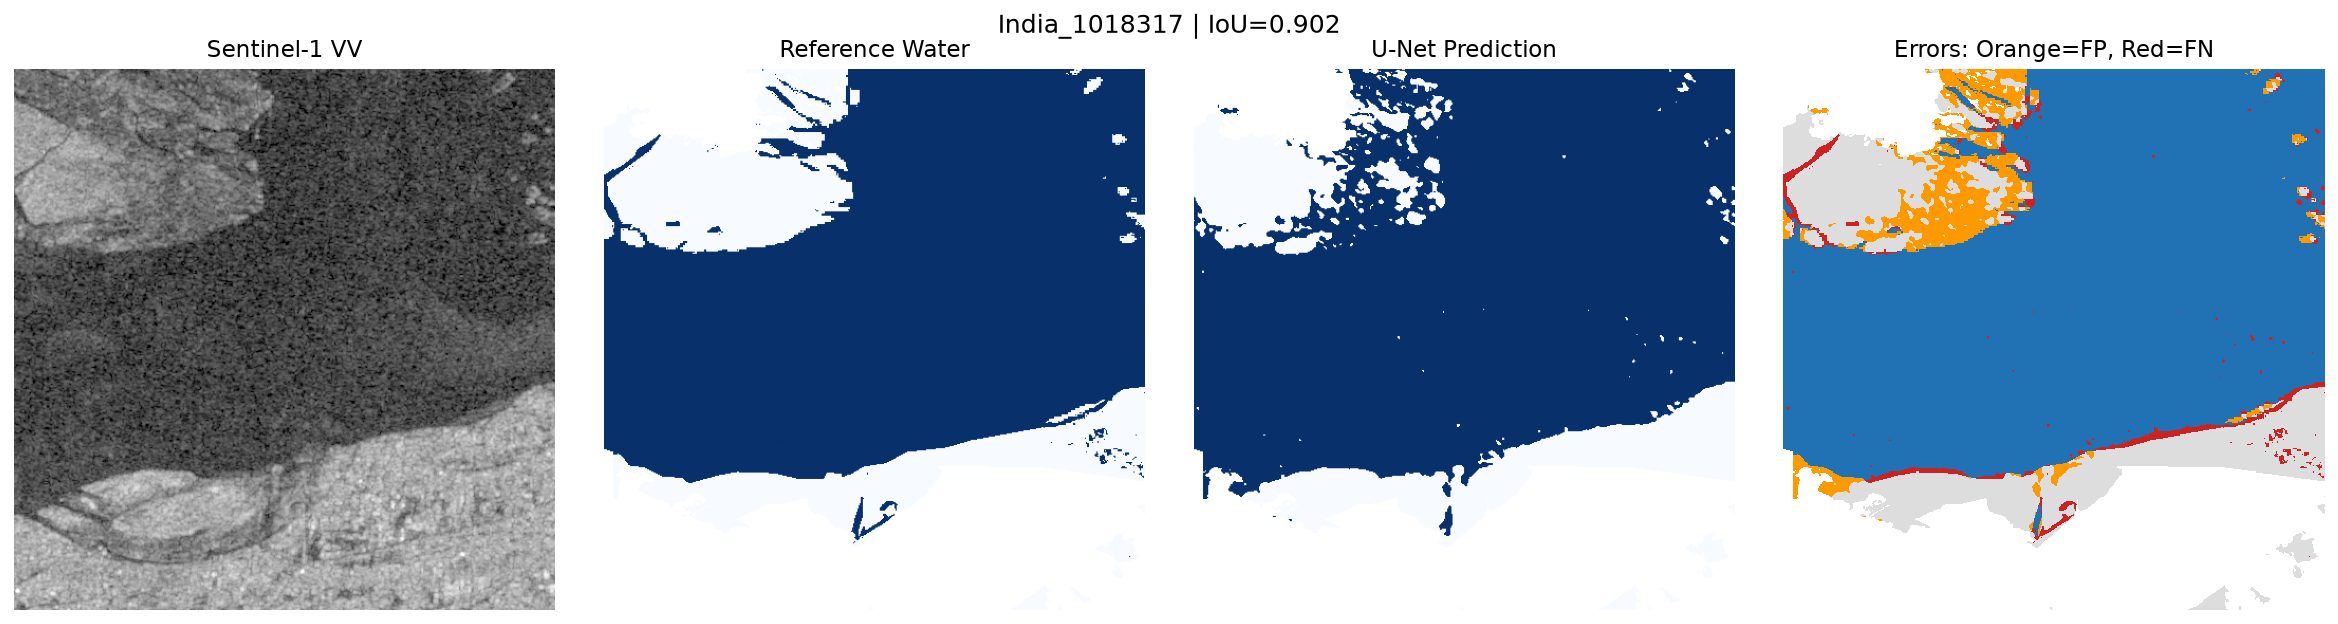 India_1018317 | IoU=0.902
Sentinel-1 VV
Reference Water
U-Net Prediction
Errors: Orange=FP, Red=FN